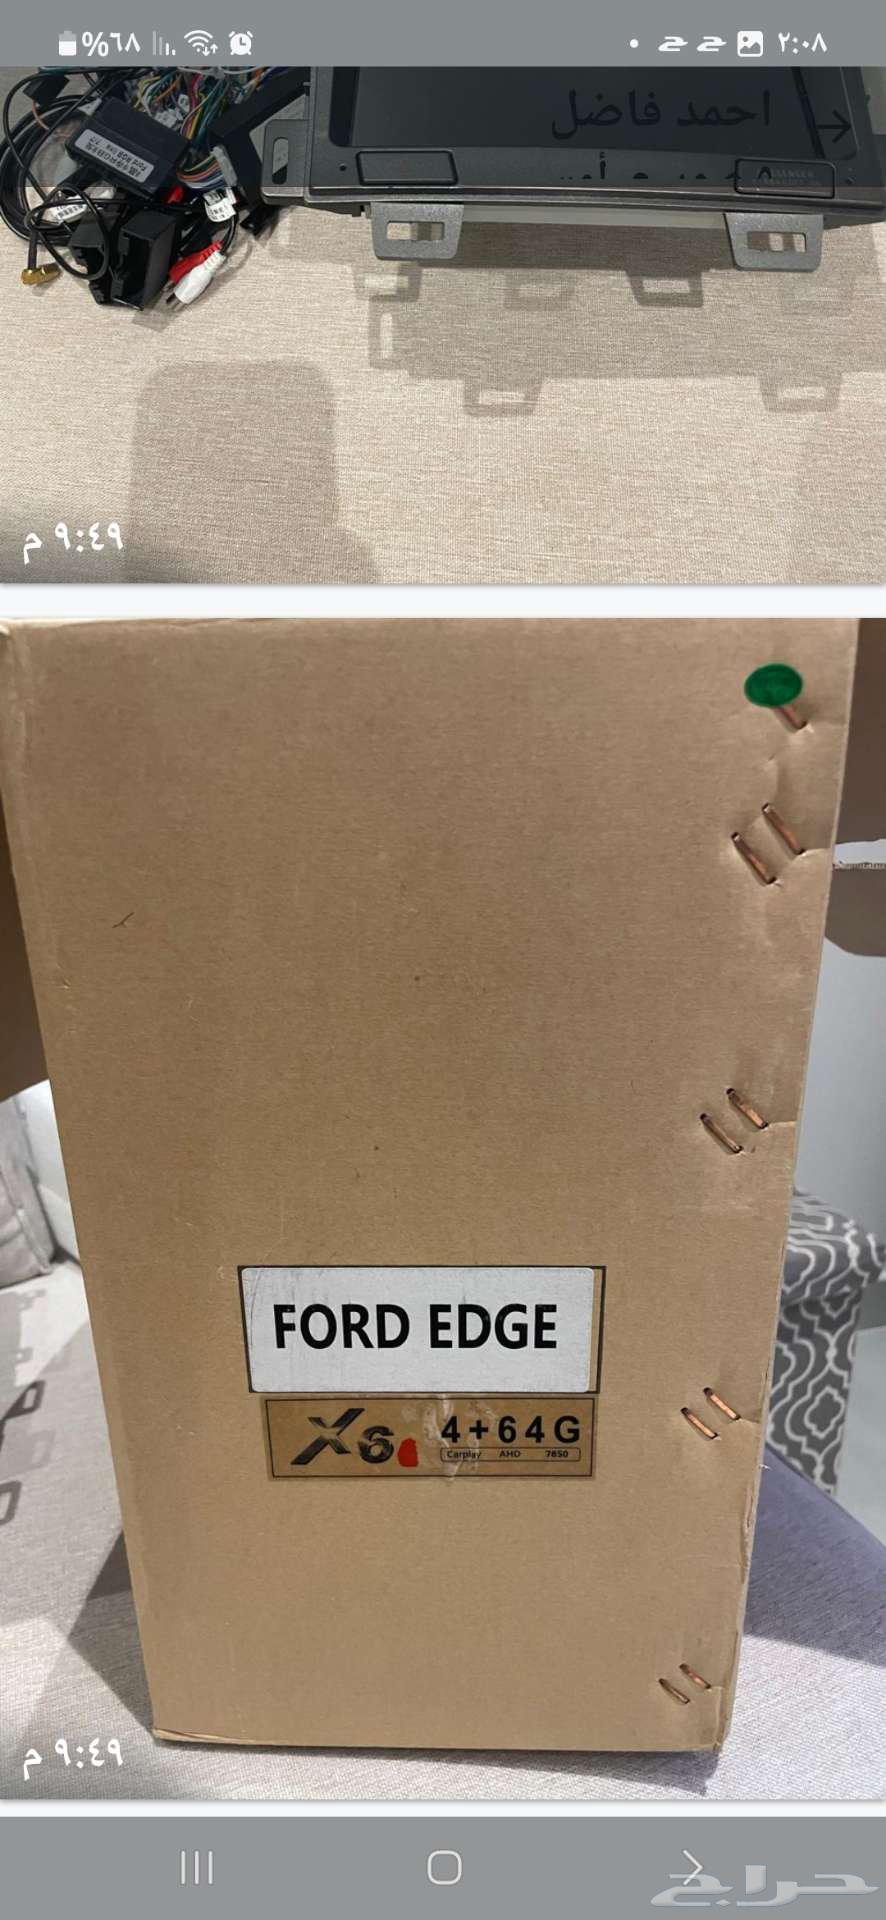 %٦٨
٢:٠٨
احمد فاضل
٩:٤٩ م
FORD EDGE
X6 4+64G
Carplay AHD 7850
٩:٤٩ م
حراج